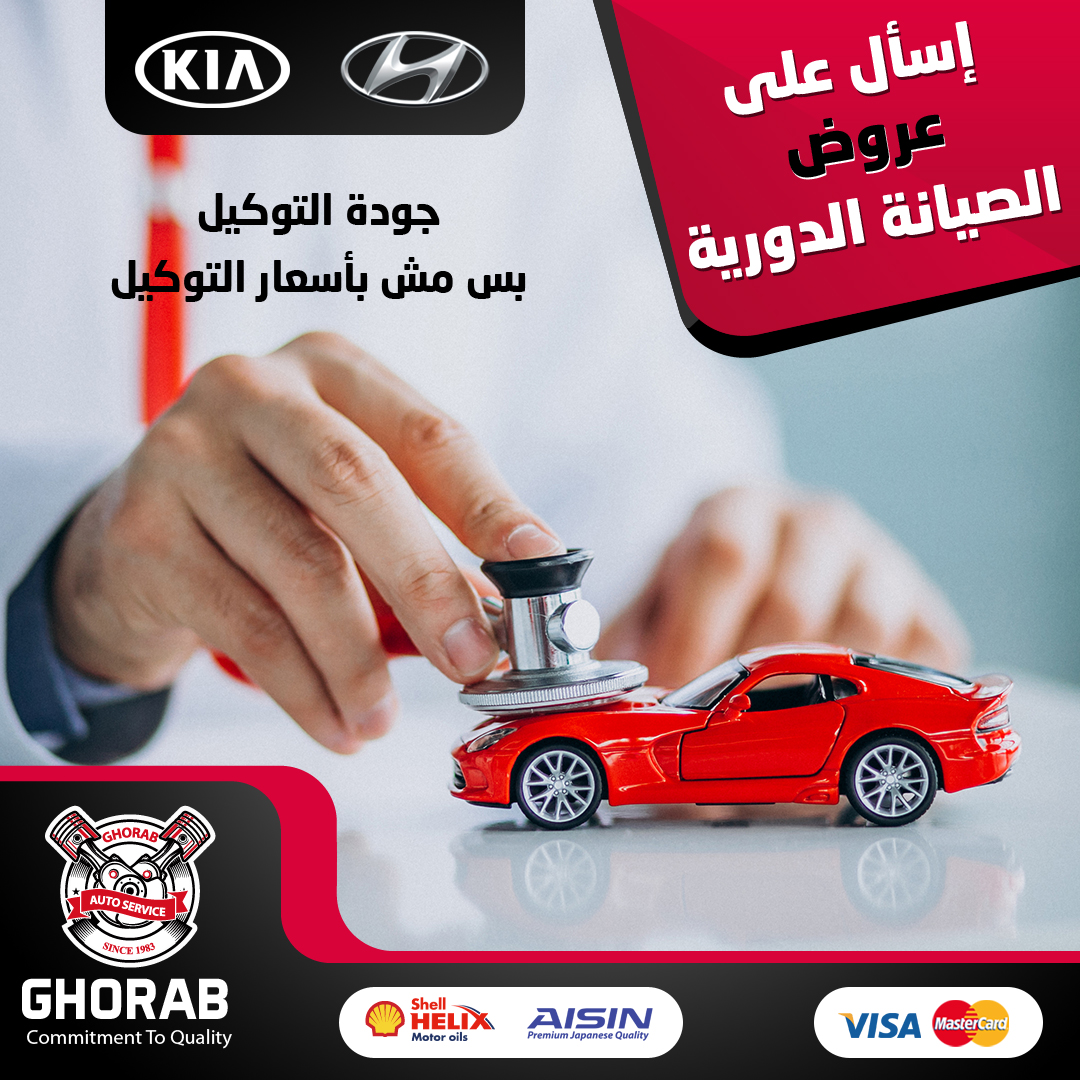 KIA
إسأل على
عروض
الصيانة الدورية
جودة التوكيل
بس مش بأسعار التوكيل
GHORAB
AUTO SERVICE
SINCE 1983
GHORAB
Commitment To Quality
Shell
HELIX
Motor oils
AISIN
Premium Japanese Quality
VISA
MasterCard